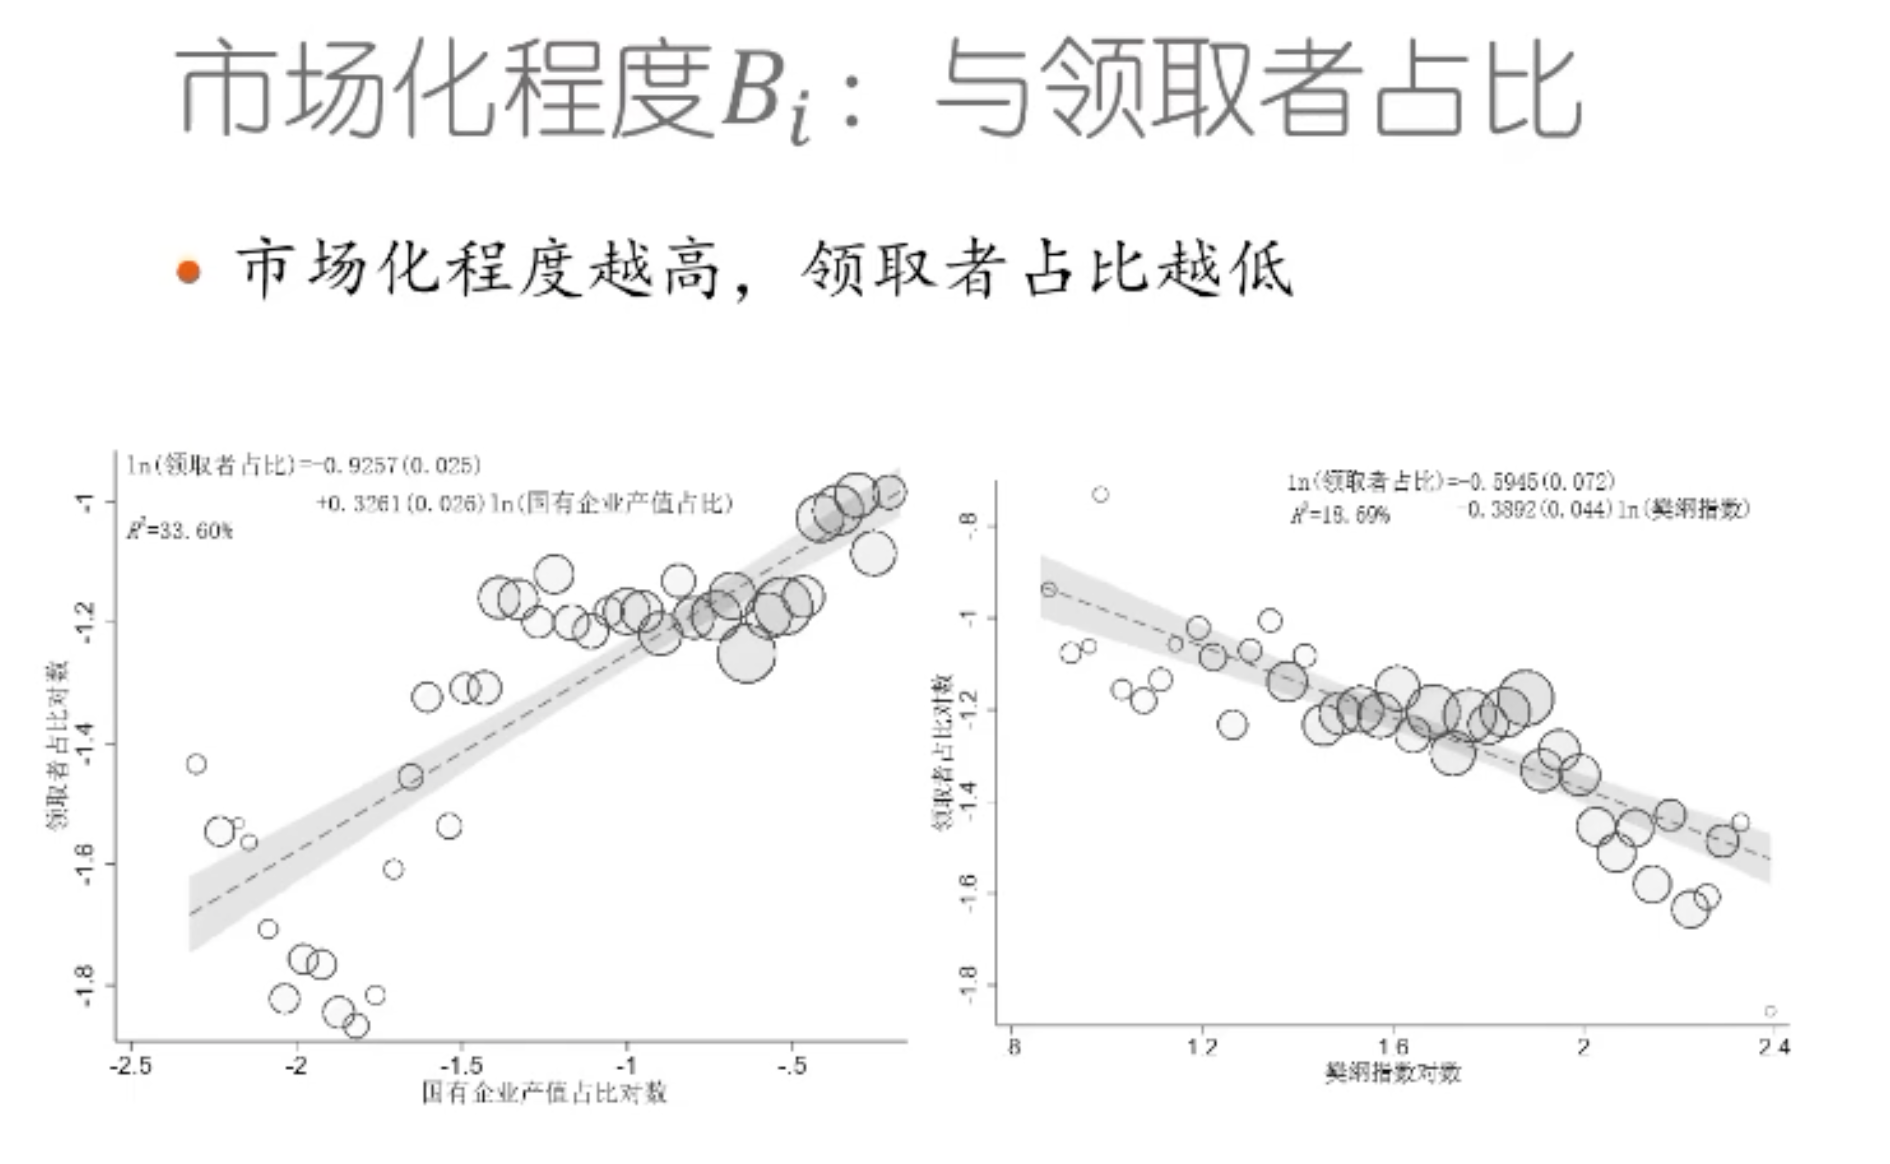 市场化程度Bi：与领取者占比
• 市场化程度越高，领取者占比越低
ln(领取者占比)=-0.9257(0.025)
+0.3261(0.026)ln(国有企业产值占比)
R²=33.60%
领取者占比对数
-1
-1.2
-1.4
-1.6
-1.8
-2.5 -2 -1.5 -1 -.5
国有企业产值占比对数
ln(领取者占比)=-0.5945(0.072)
R²=18.69% -0.3892(0.044)ln(樊纲指数)
领取者占比对数
-.8
-1
-1.2
-1.4
-1.6
-1.8
.8 1.2 1.6 2 2.4
樊纲指数对数